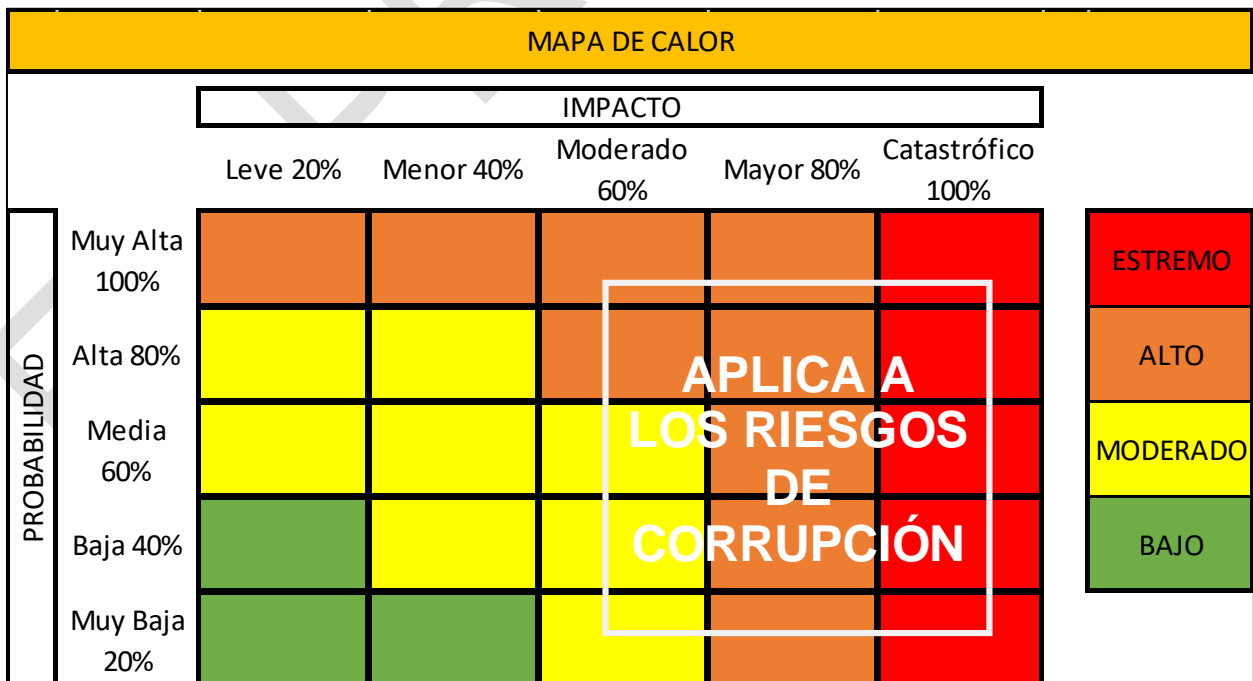 MAPA DE CALOR
IMPACTO
Leve 20%
Menor 40%
Moderado
60%
Mayor 80%
Catastrófico
100%
PROBABILIDAD
Muy Alta
100%
Alta 80%
Media
60%
Baja 40%
Muy Baja
20%
APLICA A
LOS RIESGOS
DE
CORRUPCIÓN
ESTREMO
ALTO
MODERADO
BAJO